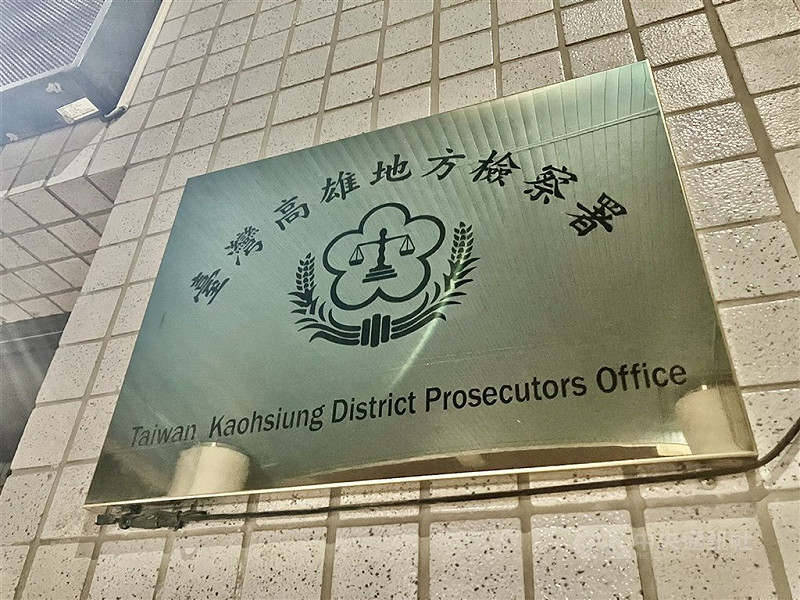 臺灣高雄地方檢察署
Taiwan Kaohsiung District Prosecutors Office